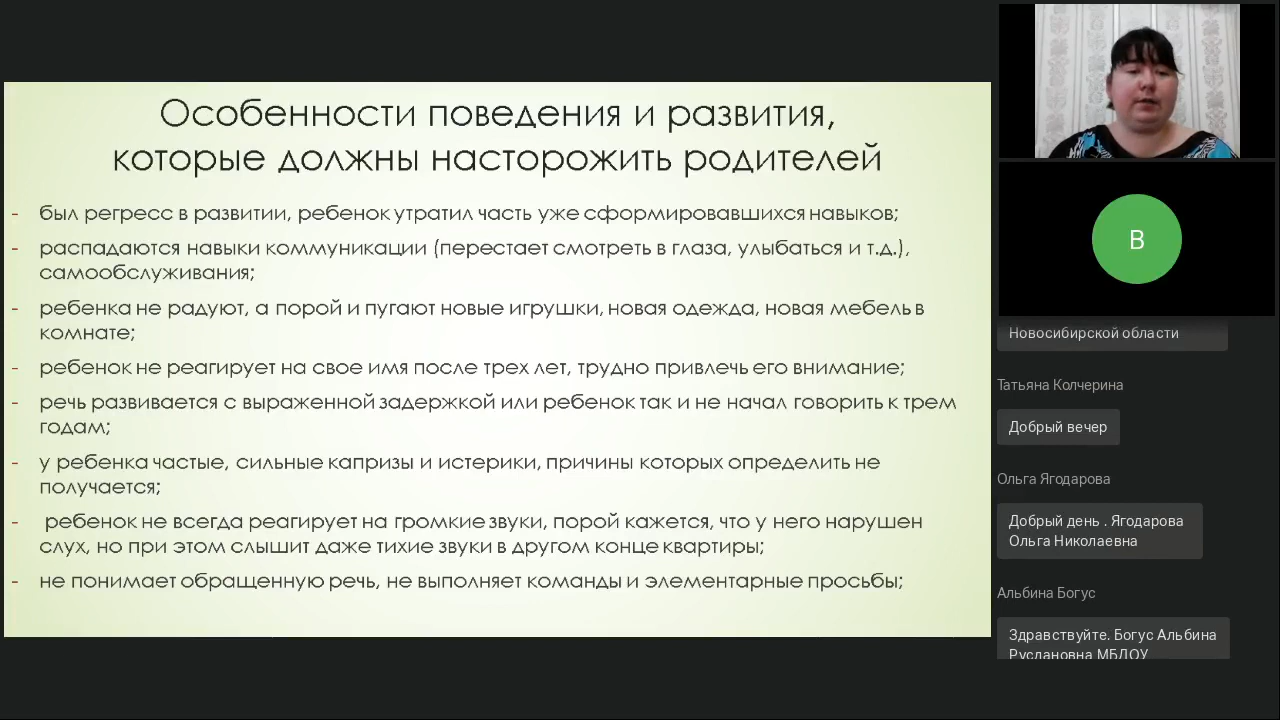 Особенности поведения и развития,
которые должны насторожить родителей
- был регресс в развитии, ребенок утратил часть уже сформировавшихся навыков;
- распадаются навыки коммуникации (перестает смотреть в глаза, улыбаться и т.д.),
самообслуживания;
- ребенка не радуют, а порой и пугают новые игрушки, новая одежда, новая мебель в
комнате;
- ребенок не реагирует на свое имя после трех лет, трудно привлечь его внимание;
- речь развивается с выраженной задержкой или ребенок так и не начал говорить к трем
годам;
- у ребенка частые, сильные капризы и истерики, причины которых определить не
получается;
- ребенок не всегда реагирует на громкие звуки, порой кажется, что у него нарушен
слух, но при этом слышит даже тихие звуки в другом конце квартиры;
- не понимает обращенную речь, не выполняет команды и элементарные просьбы;
В
Новосибирской области
Татьяна Колчерина
Добрый вечер
Ольга Ягодарова
Добрый день . Ягодарова
Ольга Николаевна
Альбина Богус
Здравствуйте. Богус Альбина
Руслановна МБДОУ